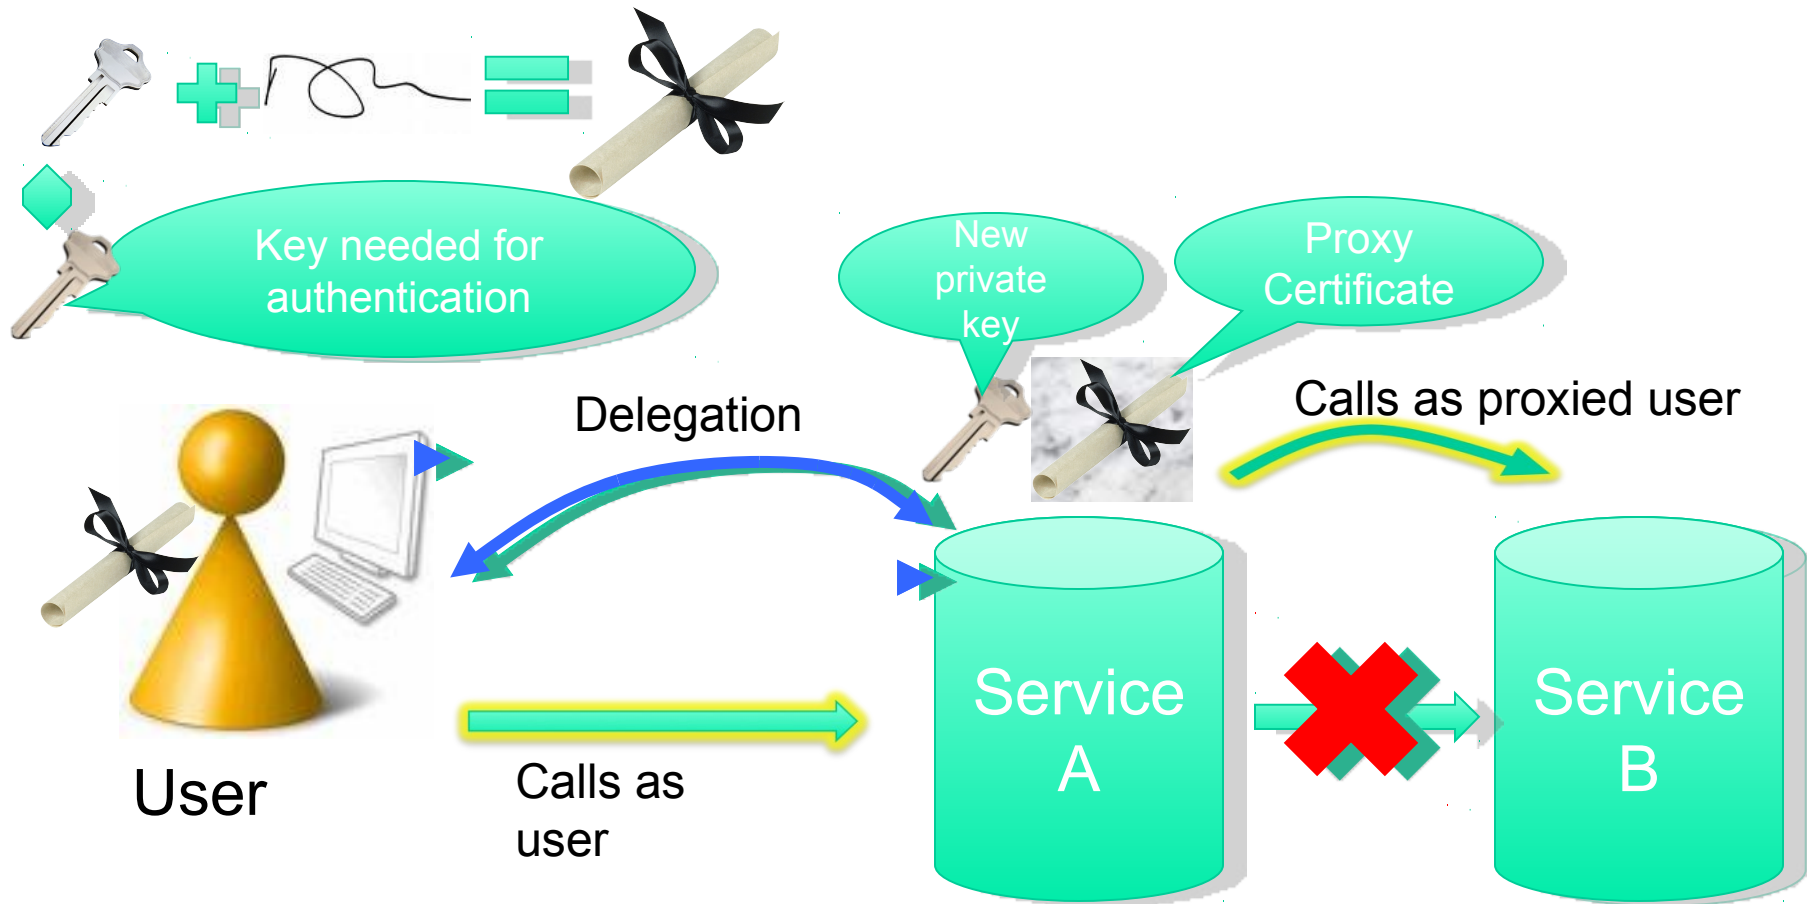 Key needed for
authentication
New
private
key
Proxy
Certificate
Delegation
Calls as proxied user
Service
A
Service
B
User
Calls as
user